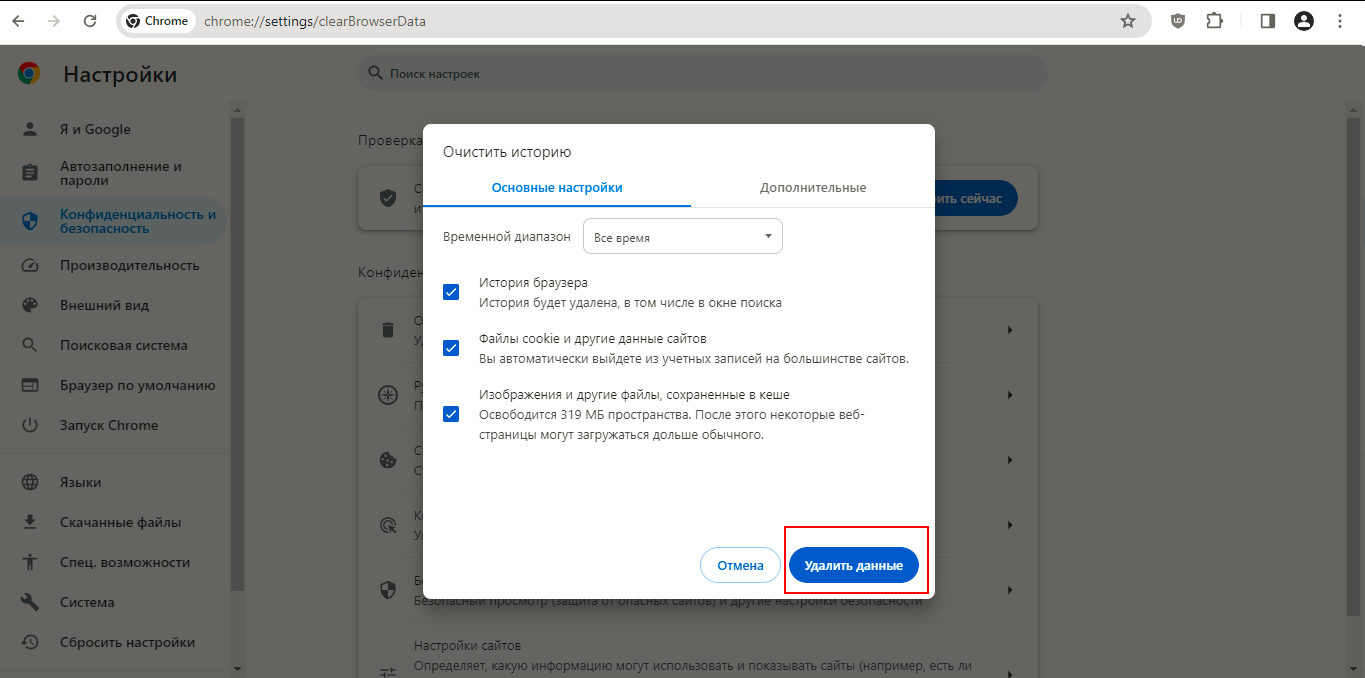 Chrome
chrome://settings/clearBrowserData
Настройки
Поиск настроек
Я и Google
Автозаполнение и
пароли
Конфиденциальность и
безопасность
Производительность
Внешний вид
Поисковая система
Браузер по умолчанию
Запуск Chrome
Языки
Скачанные файлы
Спец. возможности
Система
Сбросить настройки
Проверка
сейчас
Очистить историю
Основные настройки
Дополнительные
Временной диапазон
Все время
История браузера
История будет удалена, в том числе в окне поиска
Файлы cookie и другие данные сайтов
Вы автоматически выйдете из учетных записей на большинстве сайтов.
Изображения и другие файлы, сохраненные в кеше
Освободится 319 МБ пространства. После этого некоторые веб-
страницы могут загружаться дольше обычного.
Отмена
Удалить данные
Безопасный просмотр (защита от опасных сайтов) и другие настройки безопасности
Настройки сайтов
Определяет, какую информацию могут использовать и показывать сайты (например, есть ли